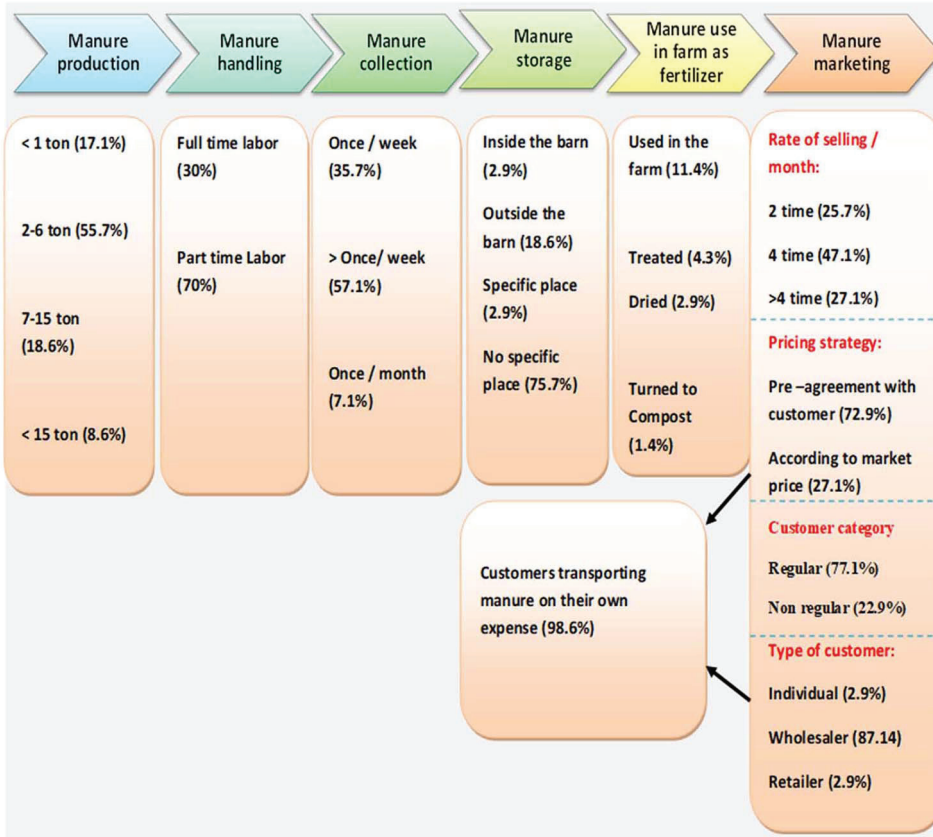 Manure
production
Manure
handling
Manure
collection
Manure
storage
Manure use
in farm as
fertilizer
Manure
marketing
< 1 ton (17.1%)
2-6 ton (55.7%)
7-15 ton
(18.6%)
< 15 ton (8.6%)
Full time labor
(30%)
Part time Labor
(70%)
Once / week
(35.7%)
> Once/ week
(57.1%)
Once / month
(7.1%)
Inside the barn
(2.9%)
Outside the
barn (18.6%)
Specific place
(2.9%)
No specific
place (75.7%)
Used in the
farm (11.4%)
Treated (4.3%)
Dried (2.9%)
Turned to
Compost
(1.4%)
Rate of selling /
month:
2 time (25.7%)
4 time (47.1%)
>4 time (27.1%)
Pricing strategy:
Pre –agreement with
customer (72.9%)
According to market
price (27.1%)
Customer category
Regular (77.1%)
Non regular (22.9%)
Type of customer:
Individual (2.9%)
Wholesaler (87.14)
Retailer (2.9%)
Customers transporting
manure on their own
expense (98.6%)